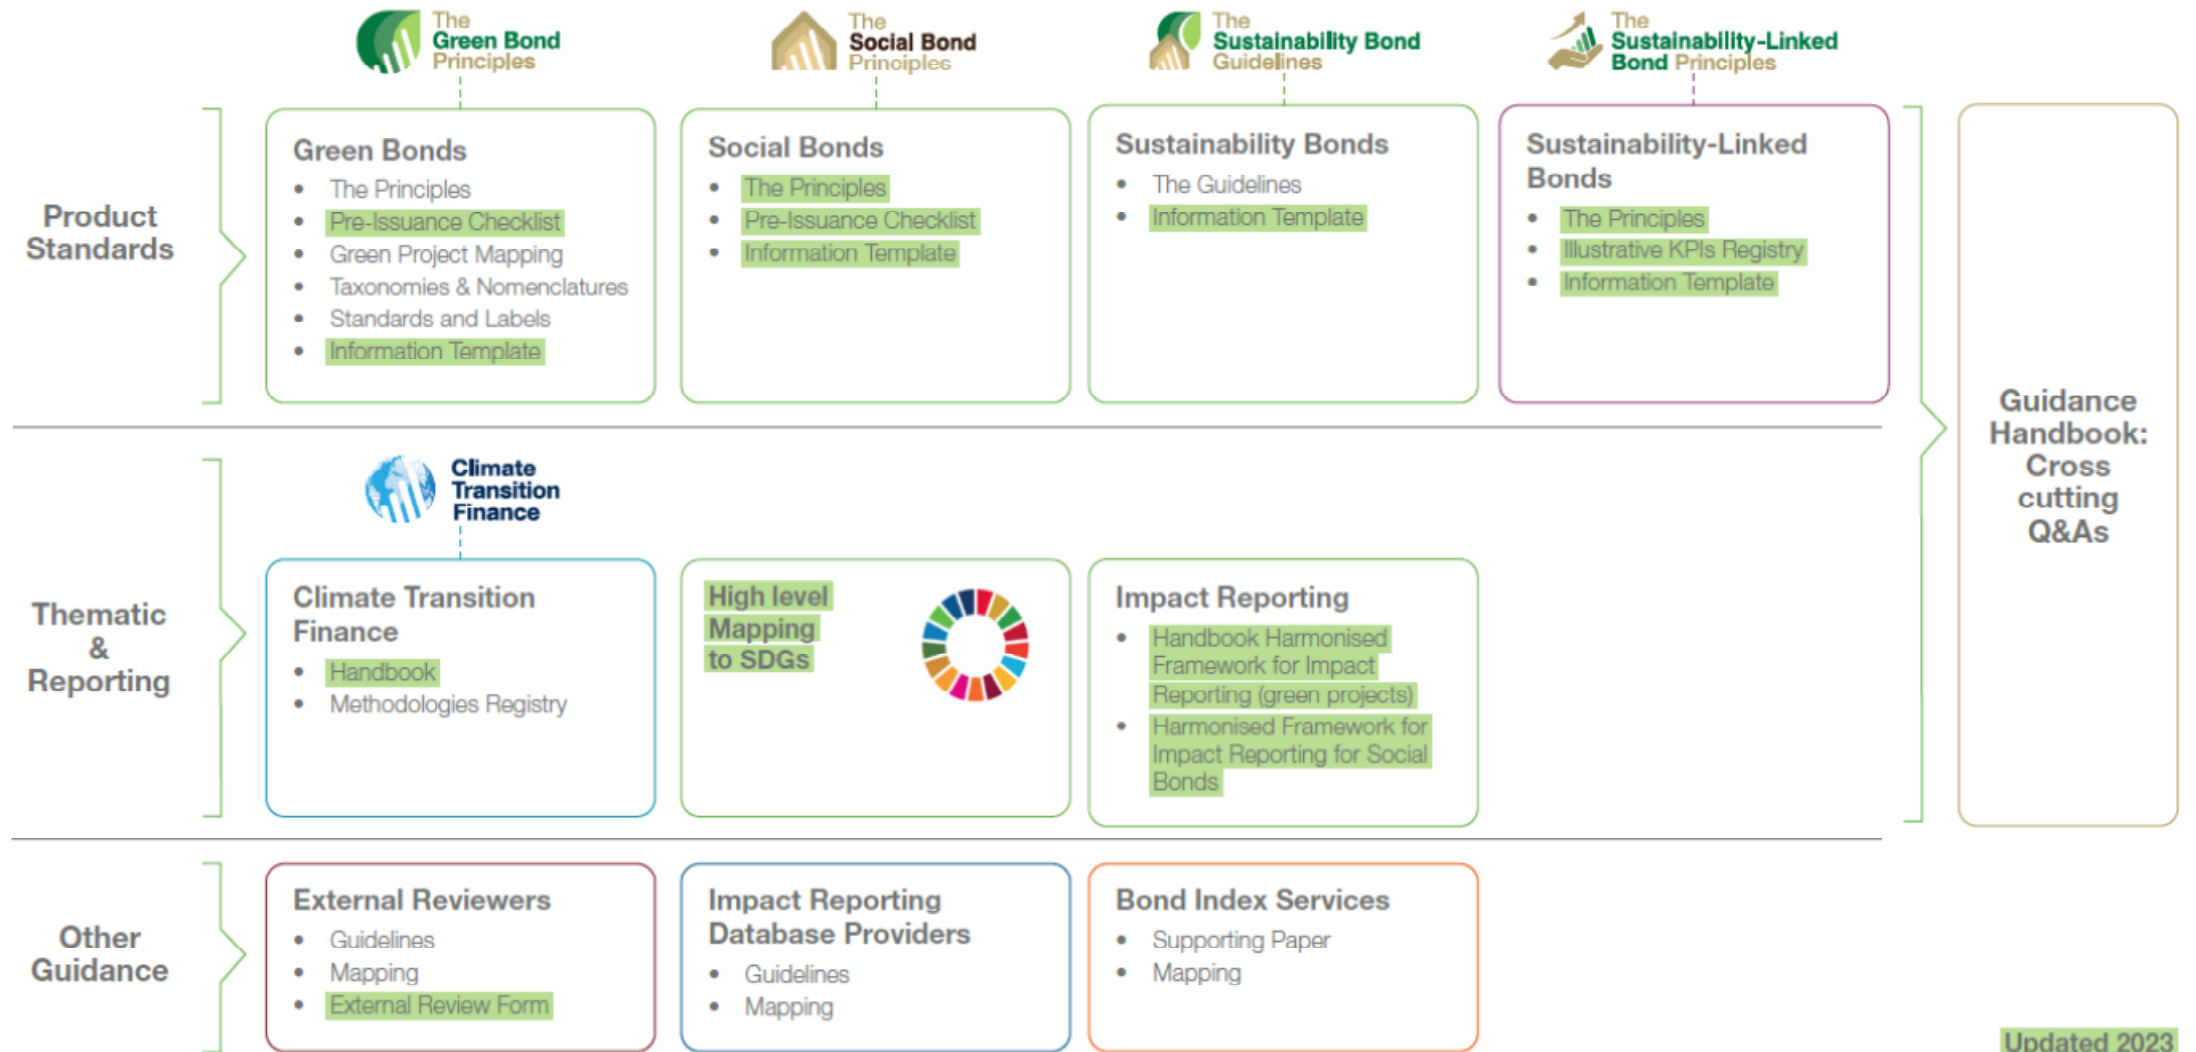 The
Green Bond
Principles
The
Social Bond
Principles
The
Sustainability Bond
Guidelines
The
Sustainability-Linked
Bond Principles
Product
Standards
Green Bonds
• The Principles
• Pre-Issuance Checklist
• Green Project Mapping
• Taxonomies & Nomenclatures
• Standards and Labels
• Information Template
Social Bonds
• The Principles
• Pre-Issuance Checklist
• Information Template
Sustainability Bonds
• The Guidelines
• Information Template
Sustainability-Linked
Bonds
• The Principles
• Illustrative KPIs Registry
• Information Template
Guidance
Handbook:
Cross
cutting
Q&As
Thematic
&
Reporting
Climate
Transition
Finance
Climate Transition
Finance
• Handbook
• Methodologies Registry
High level
Mapping
to SDGs
Impact Reporting
• Handbook Harmonised
Framework for Impact
Reporting (green projects)
• Harmonised Framework for
Impact Reporting for Social
Bonds
Other
Guidance
External Reviewers
• Guidelines
• Mapping
• External Review Form
Impact Reporting
Database Providers
• Guidelines
• Mapping
Bond Index Services
• Supporting Paper
• Mapping
Updated 2023